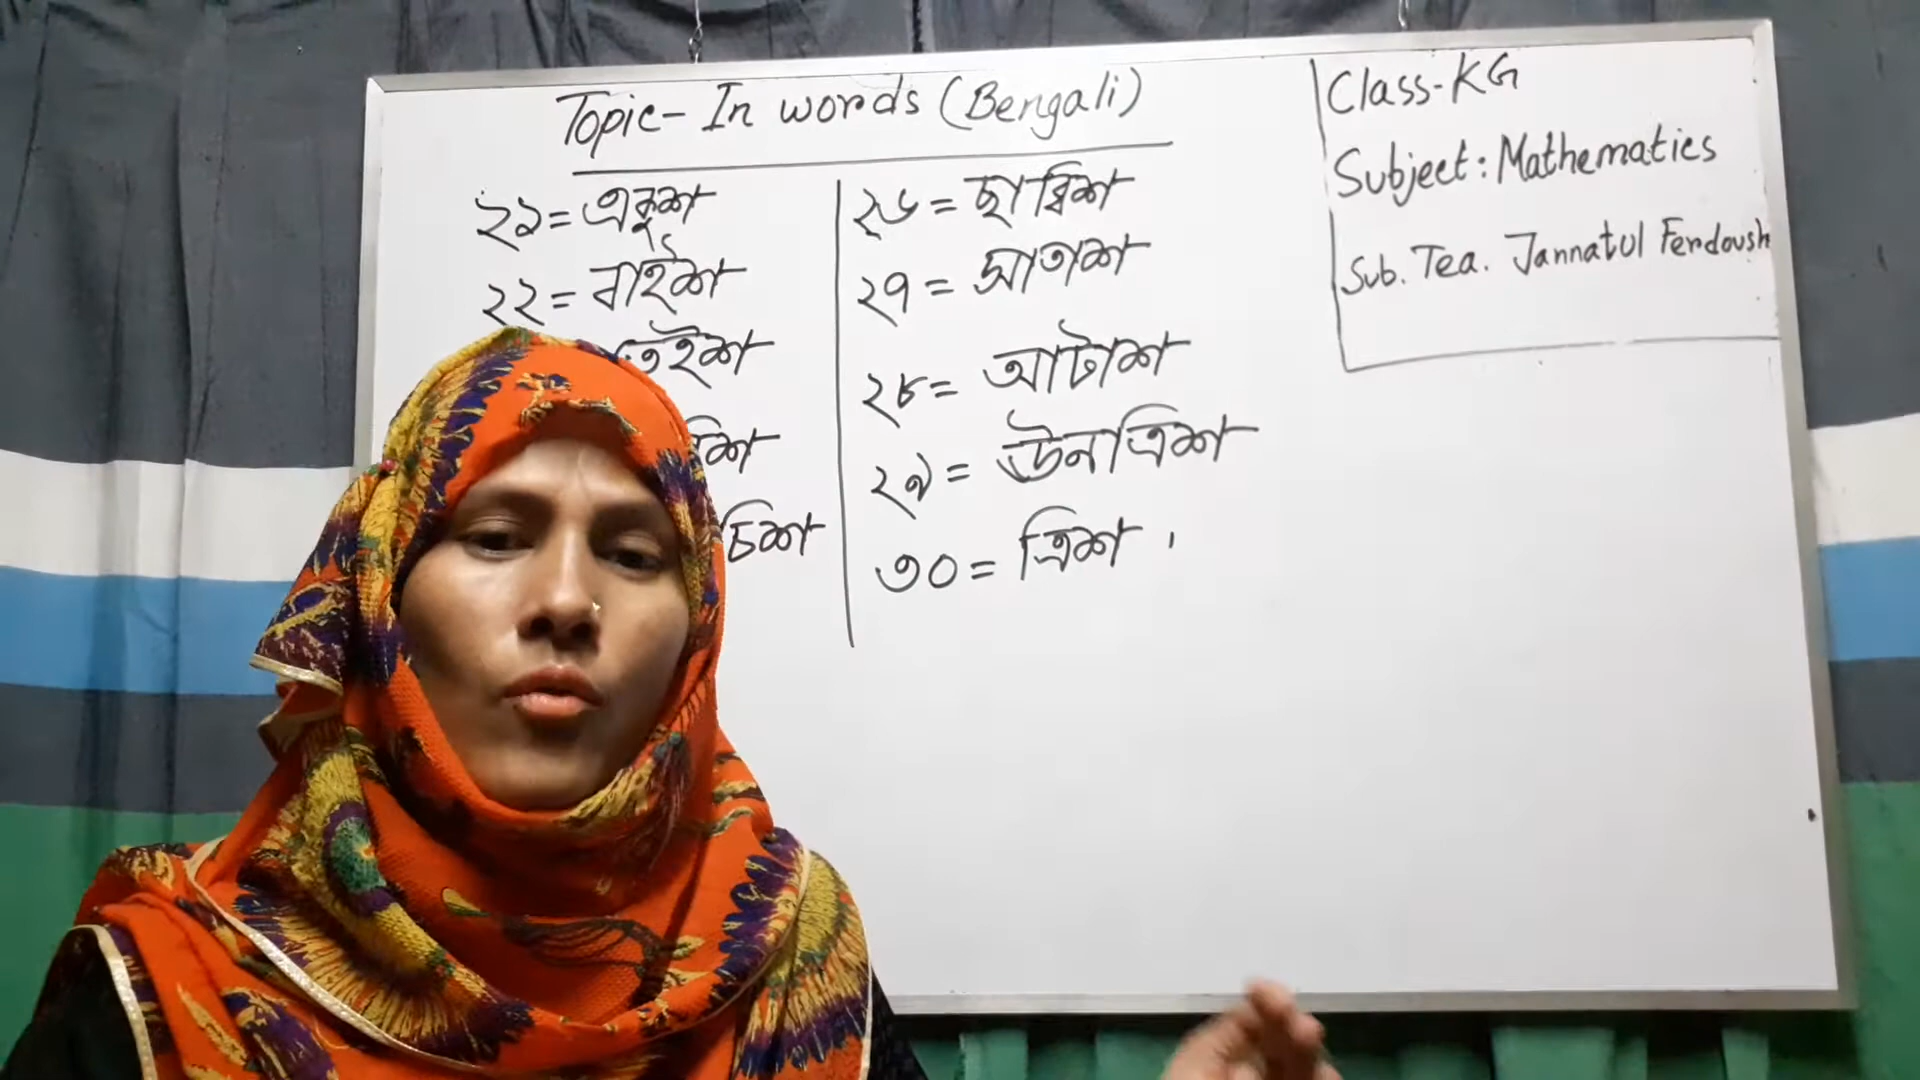 Topic- In words (Bengali)
২১= একুশ
২২= বাইশ
তেইশ
চিশ
২৬= ছাব্বিশ
২৭= সাতাশ
২৮= আটাশ
২৯= ঊনত্রিশ
৩০= ত্রিশ ।
Class-KG
Subject: Mathematics
Sub. Tea. Jannatul Ferdoush